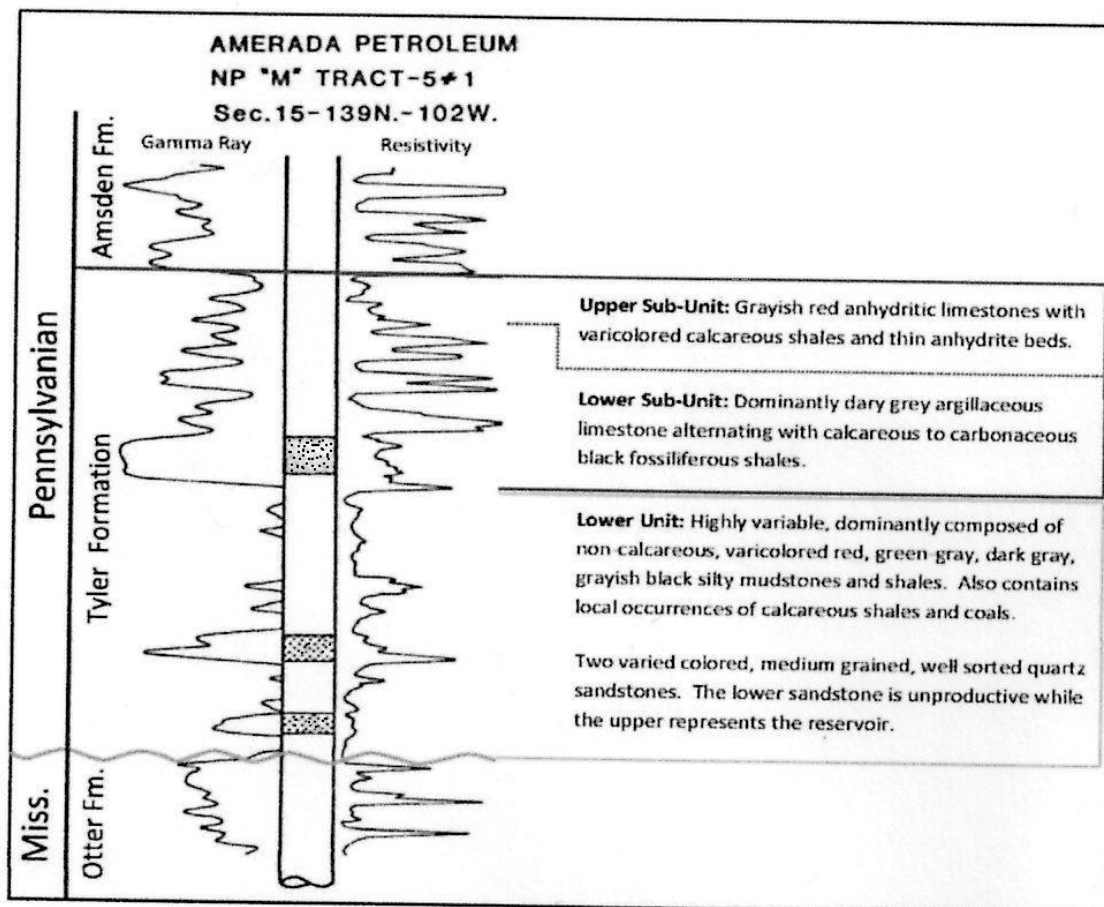 AMERADA PETROLEUM
NP "M" TRACT-5#1
Sec.15-139N.-102W.
Gamma Ray
Resistivity
Amsden Fm.
Pennsylvanian
Tyler Formation
Miss.
Otter Fm.
Upper Sub-Unit: Grayish red anhydritic limestones with
varicolored calcareous shales and thin anhydrite beds.
Lower Sub-Unit: Dominantly dary grey argillaceous
limestone alternating with calcareous to carbonaceous
black fossiliferous shales.
Lower Unit: Highly variable, dominantly composed of
non-calcareous, varicolored red, green-gray, dark gray,
grayish black silty mudstones and shales. Also contains
local occurrences of calcareous shales and coals.
Two varied colored, medium grained, well sorted quartz
sandstones. The lower sandstone is unproductive while
the upper represents the reservoir.